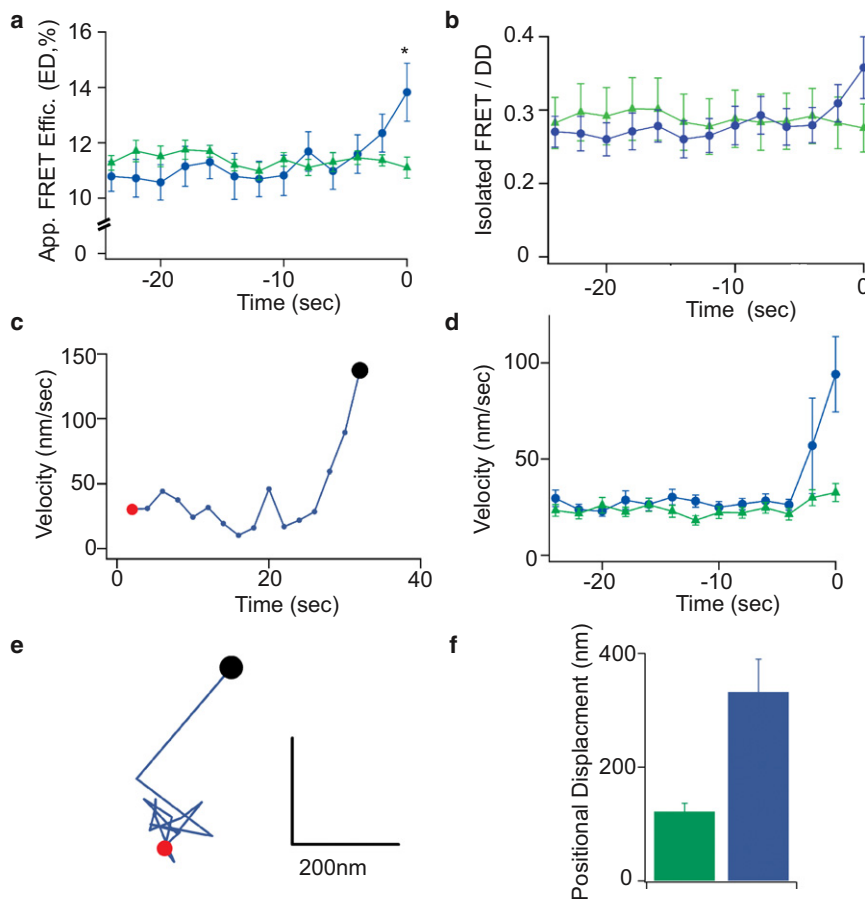 a
App. FRET Effic. (ED,%)
16
14
12
10
0
*
-20
-10
0
Time (sec)
b
Isolated FRET / DD
0.4
0.3
0.2
0
-20
-10
0
Time (sec)
c
Velocity (nm/sec)
150
100
50
0
0
20
40
Time (sec)
d
Velocity (nm/sec)
100
50
0
-20
-10
0
Time (sec)
e
200nm
f
Positional Displacment (nm)
400
200
0